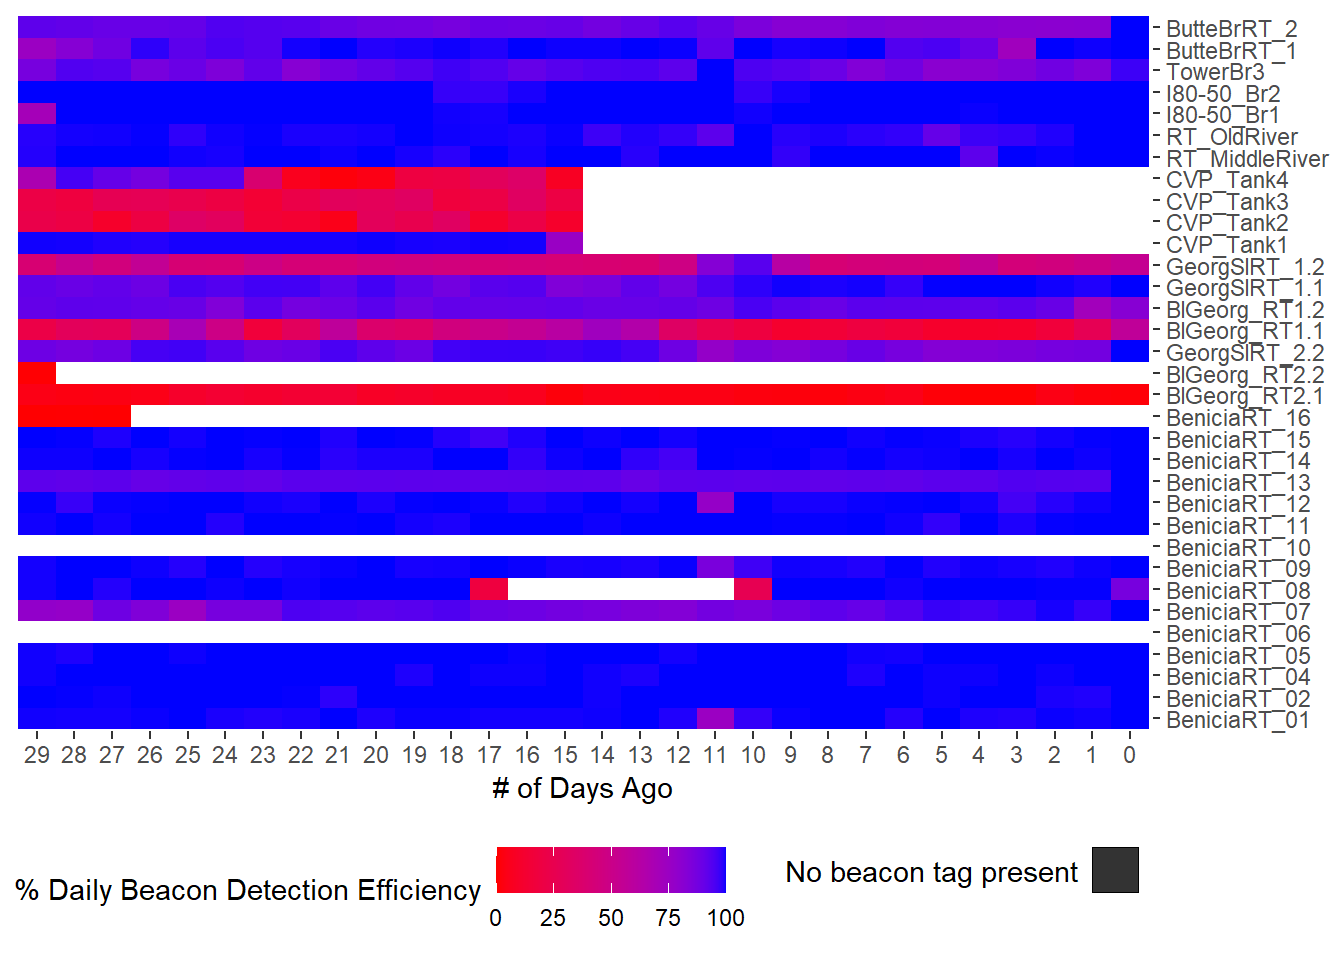 ButteBrRT_2
ButteBrRT_1
TowerBr3
I80-50_Br2
I80-50_Br1
RT_OldRiver
RT_MiddleRiver
CVP_Tank4
CVP_Tank3
CVP_Tank2
CVP_Tank1
GeorgSlRT_1.2
GeorgSlRT_1.1
BlGeorg_RT1.2
BlGeorg_RT1.1
GeorgSlRT_2.2
BlGeorg_RT2.2
BlGeorg_RT2.1
BeniciaRT_16
BeniciaRT_15
BeniciaRT_14
BeniciaRT_13
BeniciaRT_12
BeniciaRT_11
BeniciaRT_10
BeniciaRT_09
BeniciaRT_08
BeniciaRT_07
BeniciaRT_06
BeniciaRT_05
BeniciaRT_04
BeniciaRT_02
BeniciaRT_01
29 28 27 26 25 24 23 22 21 20 19 18 17 16 15 14 13 12 11 10 9 8 7 6 5 4 3 2 1 0
# of Days Ago
% Daily Beacon Detection Efficiency
0 25 50 75 100
No beacon tag present